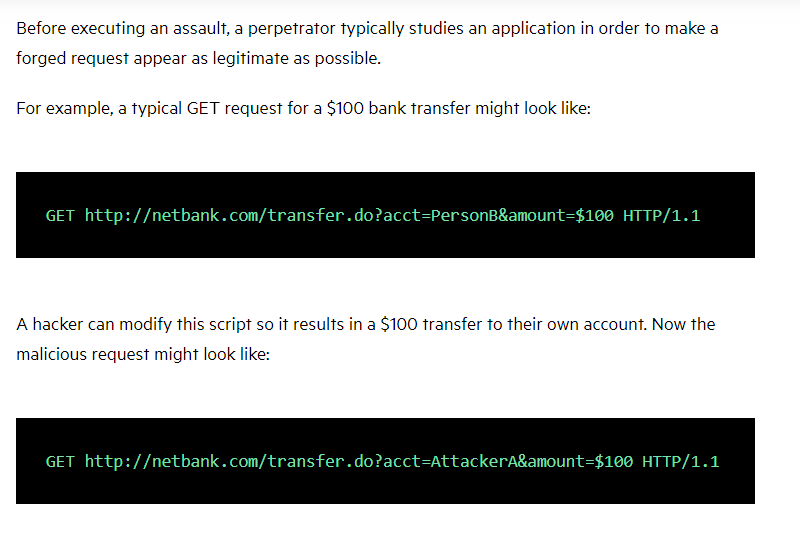 Before executing an assault, a perpetrator typically studies an application in order to make a
forged request appear as legitimate as possible.
For example, a typical GET request for a $100 bank transfer might look like:
GET http://netbank.com/transfer.do?acct=PersonB&amount=$100 HTTP/1.1
A hacker can modify this script so it results in a $100 transfer to their own account. Now the
malicious request might look like:
GET http://netbank.com/transfer.do?acct=AttackerA&amount=$100 HTTP/1.1